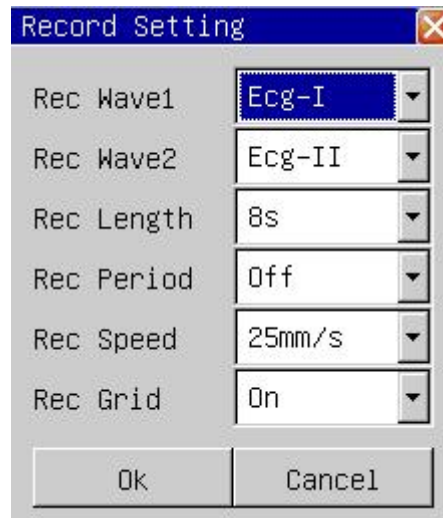 Record Setting
Rec Wave1 Ecg-I
Rec Wave2 Ecg-II
Rec Length 8s
Rec Period Off
Rec Speed 25mm/s
Rec Grid On
Ok Cancel